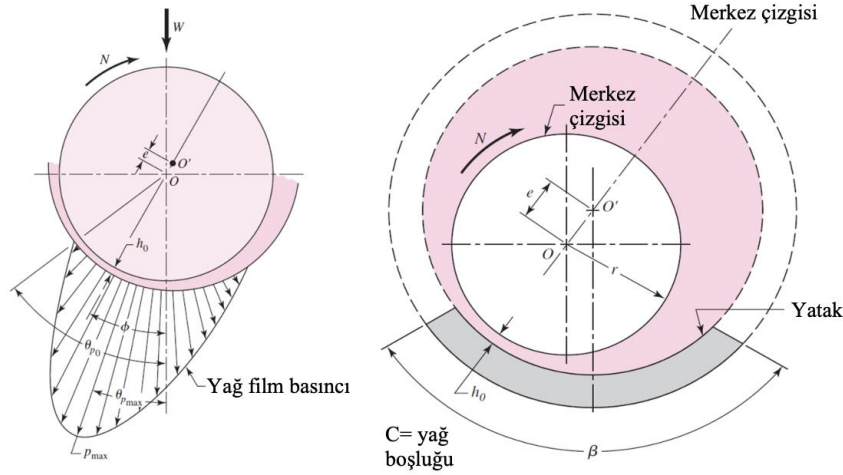 W
N
e
O'
O
h0
ϕ
θp0
θpmax
Yağ film basıncı
pmax
Merkez çizgisi
Merkez
çizgisi
N
e
O'
O
r
Yatak
h0
C= yağ
boşluğu
β